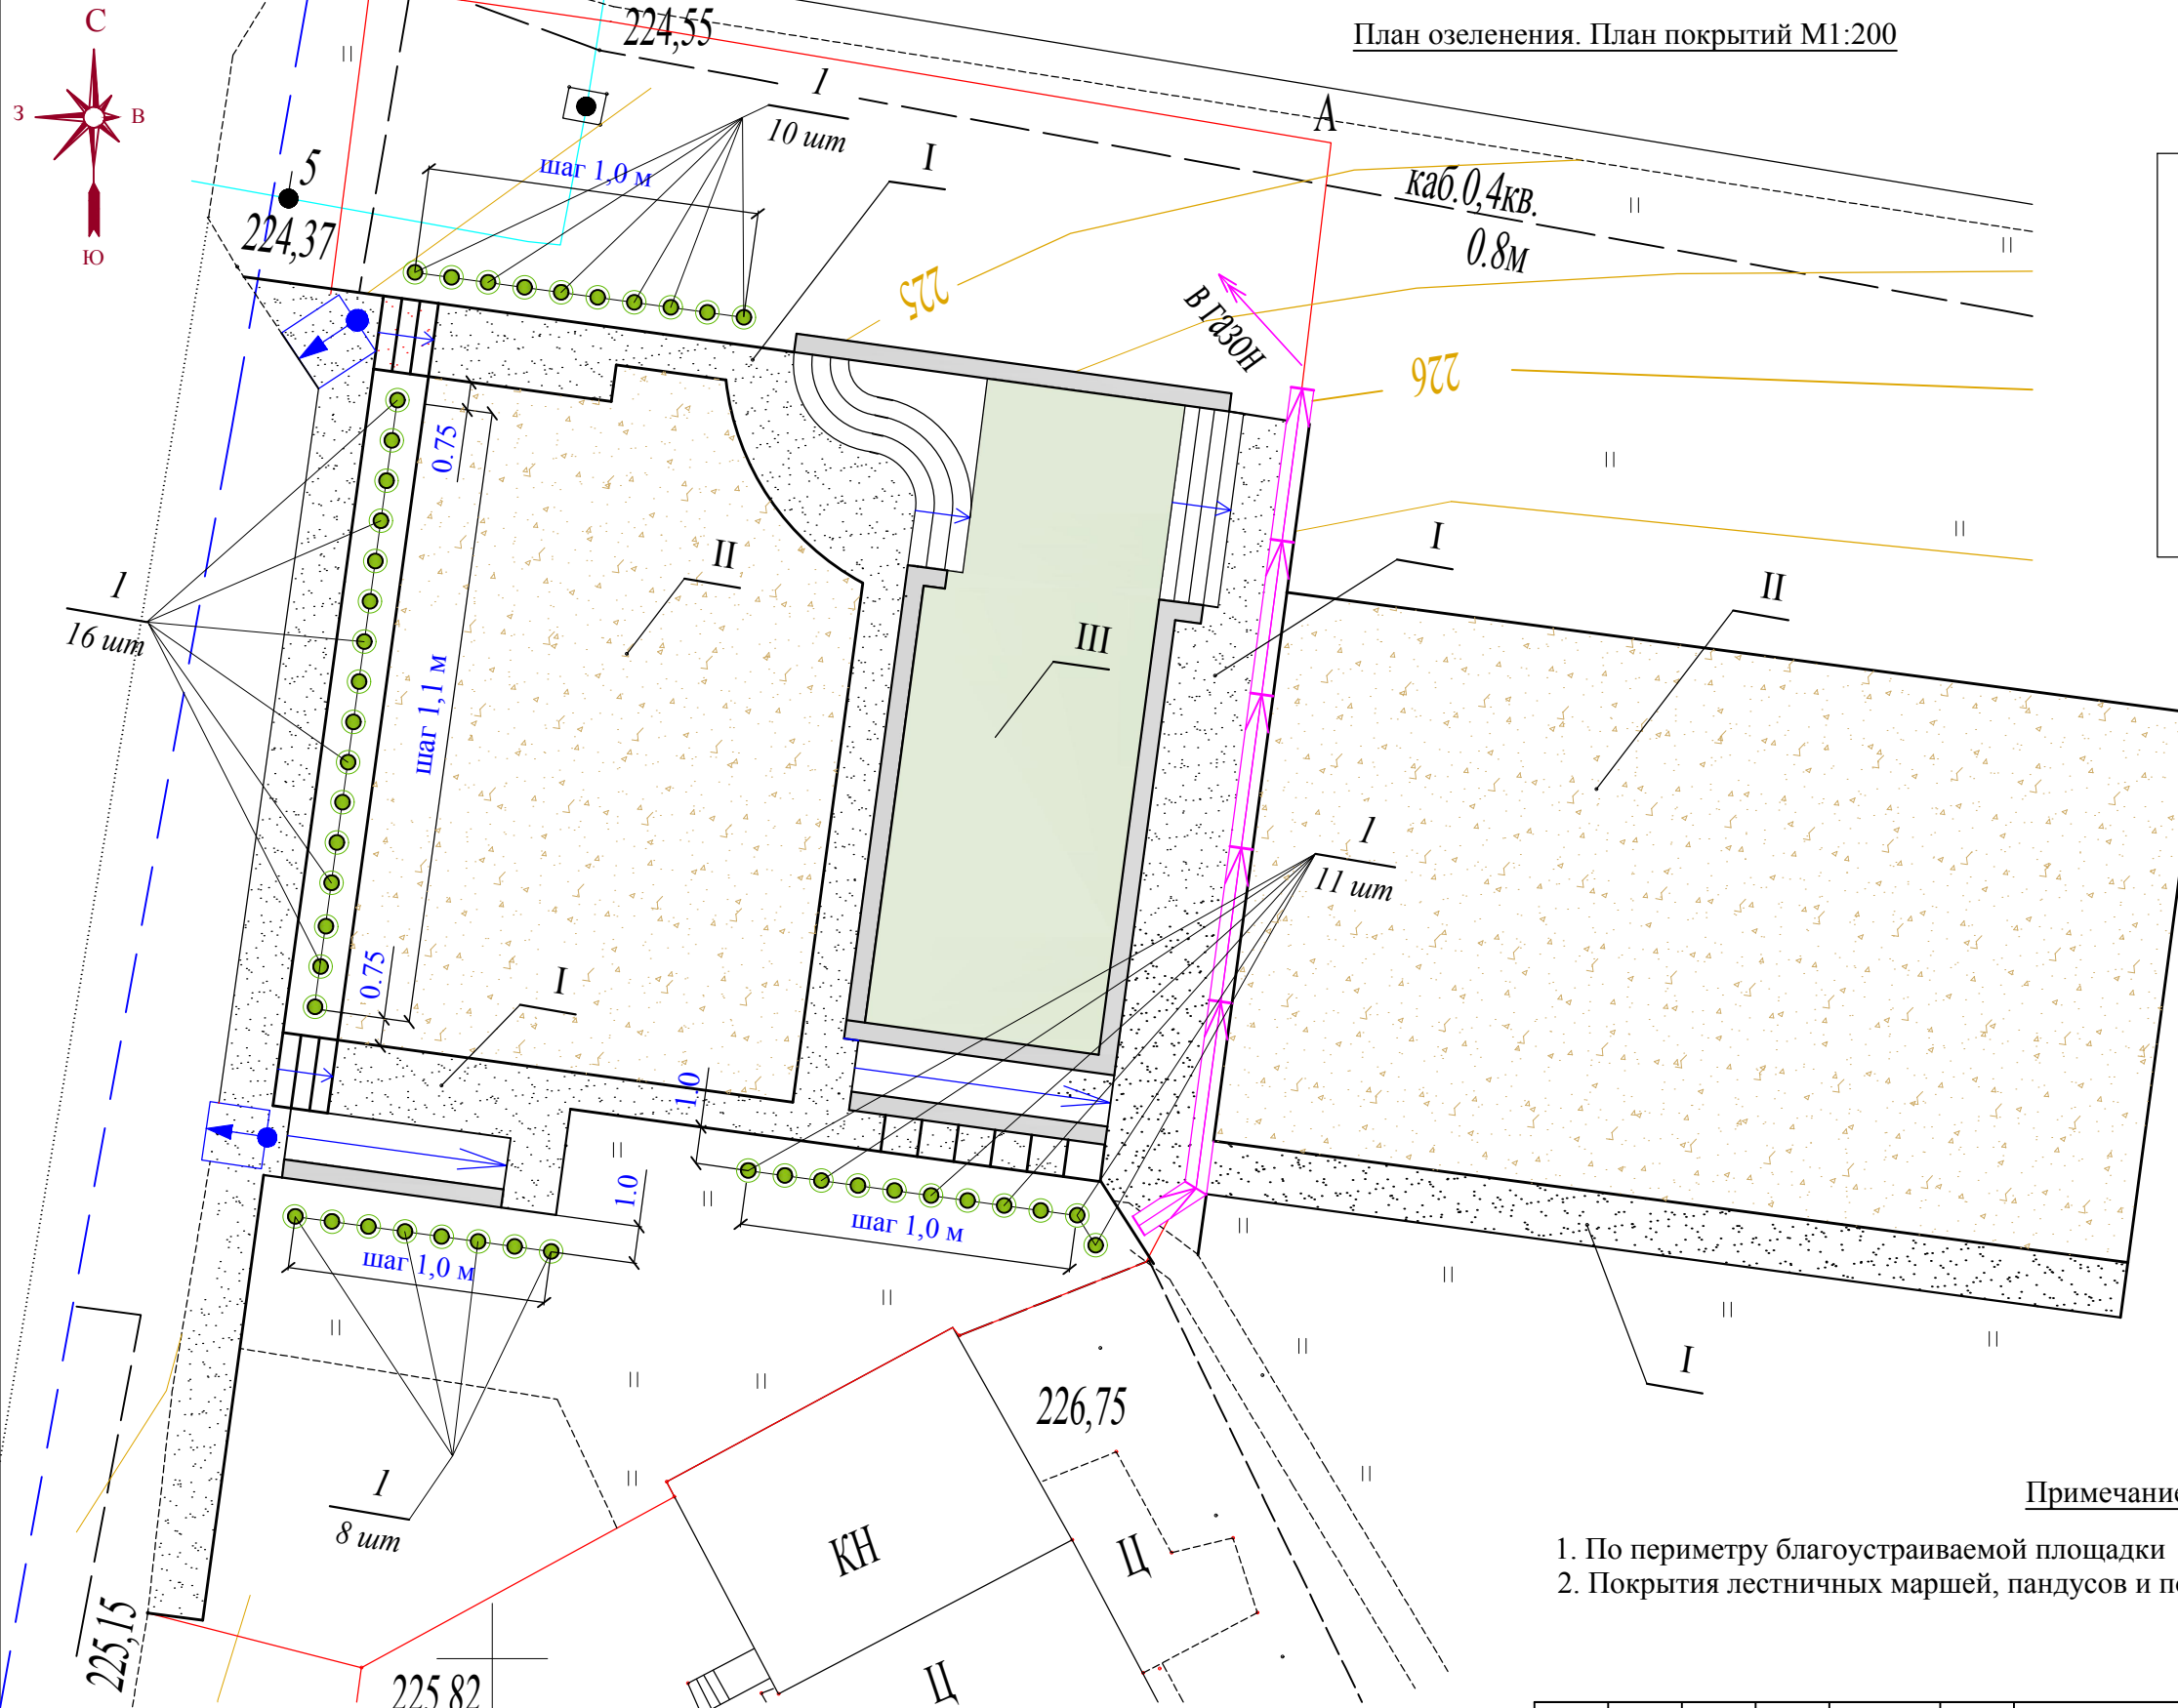 План озеленения. План покрытий М1:200
С
З
В
Ю
224,55
1
10 шт
шаг 1,0 м
I
А
каб.0,4кв.
0.8м
5
224,37
225
в газон
226
0.75
II
I
II
1
16 шт
III
шаг 1,1 м
1
11 шт
0.75
I
1.0
1.0
шаг 1,0 м
шаг 1,0 м
I
226,75
1
8 шт
КН
Ц
Ц
225,15
225,82
Примечание
1. По периметру благоустраиваемой площадки
2. Покрытия лестничных маршей, пандусов и